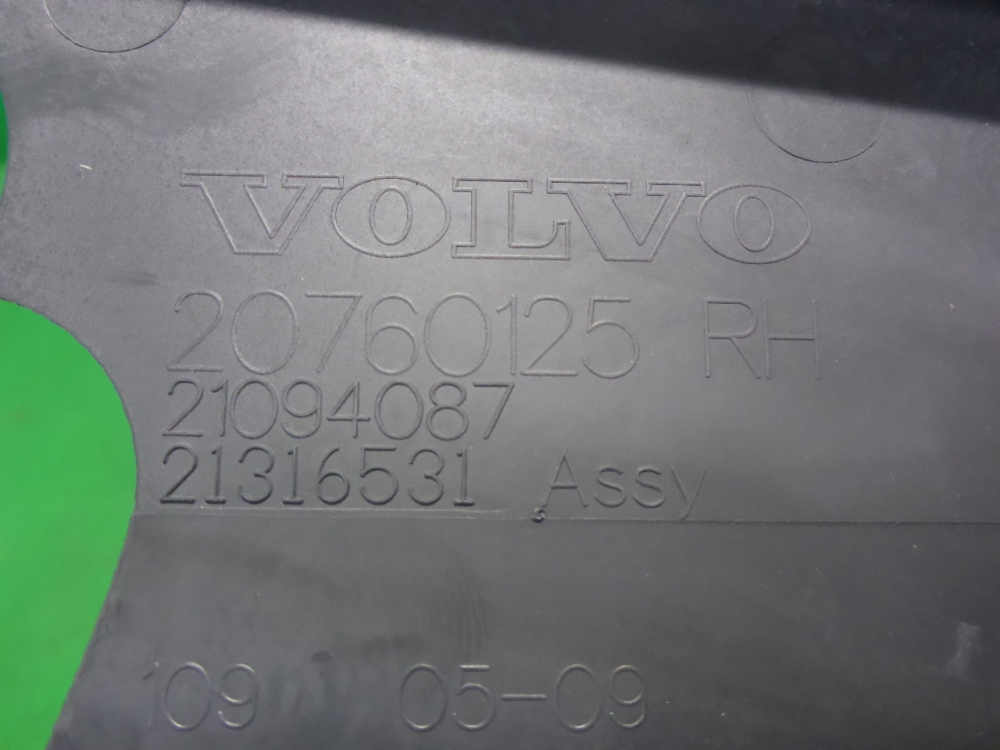 VOLVO
20760125 RH
21094087
21316531 Assy
109 05-09